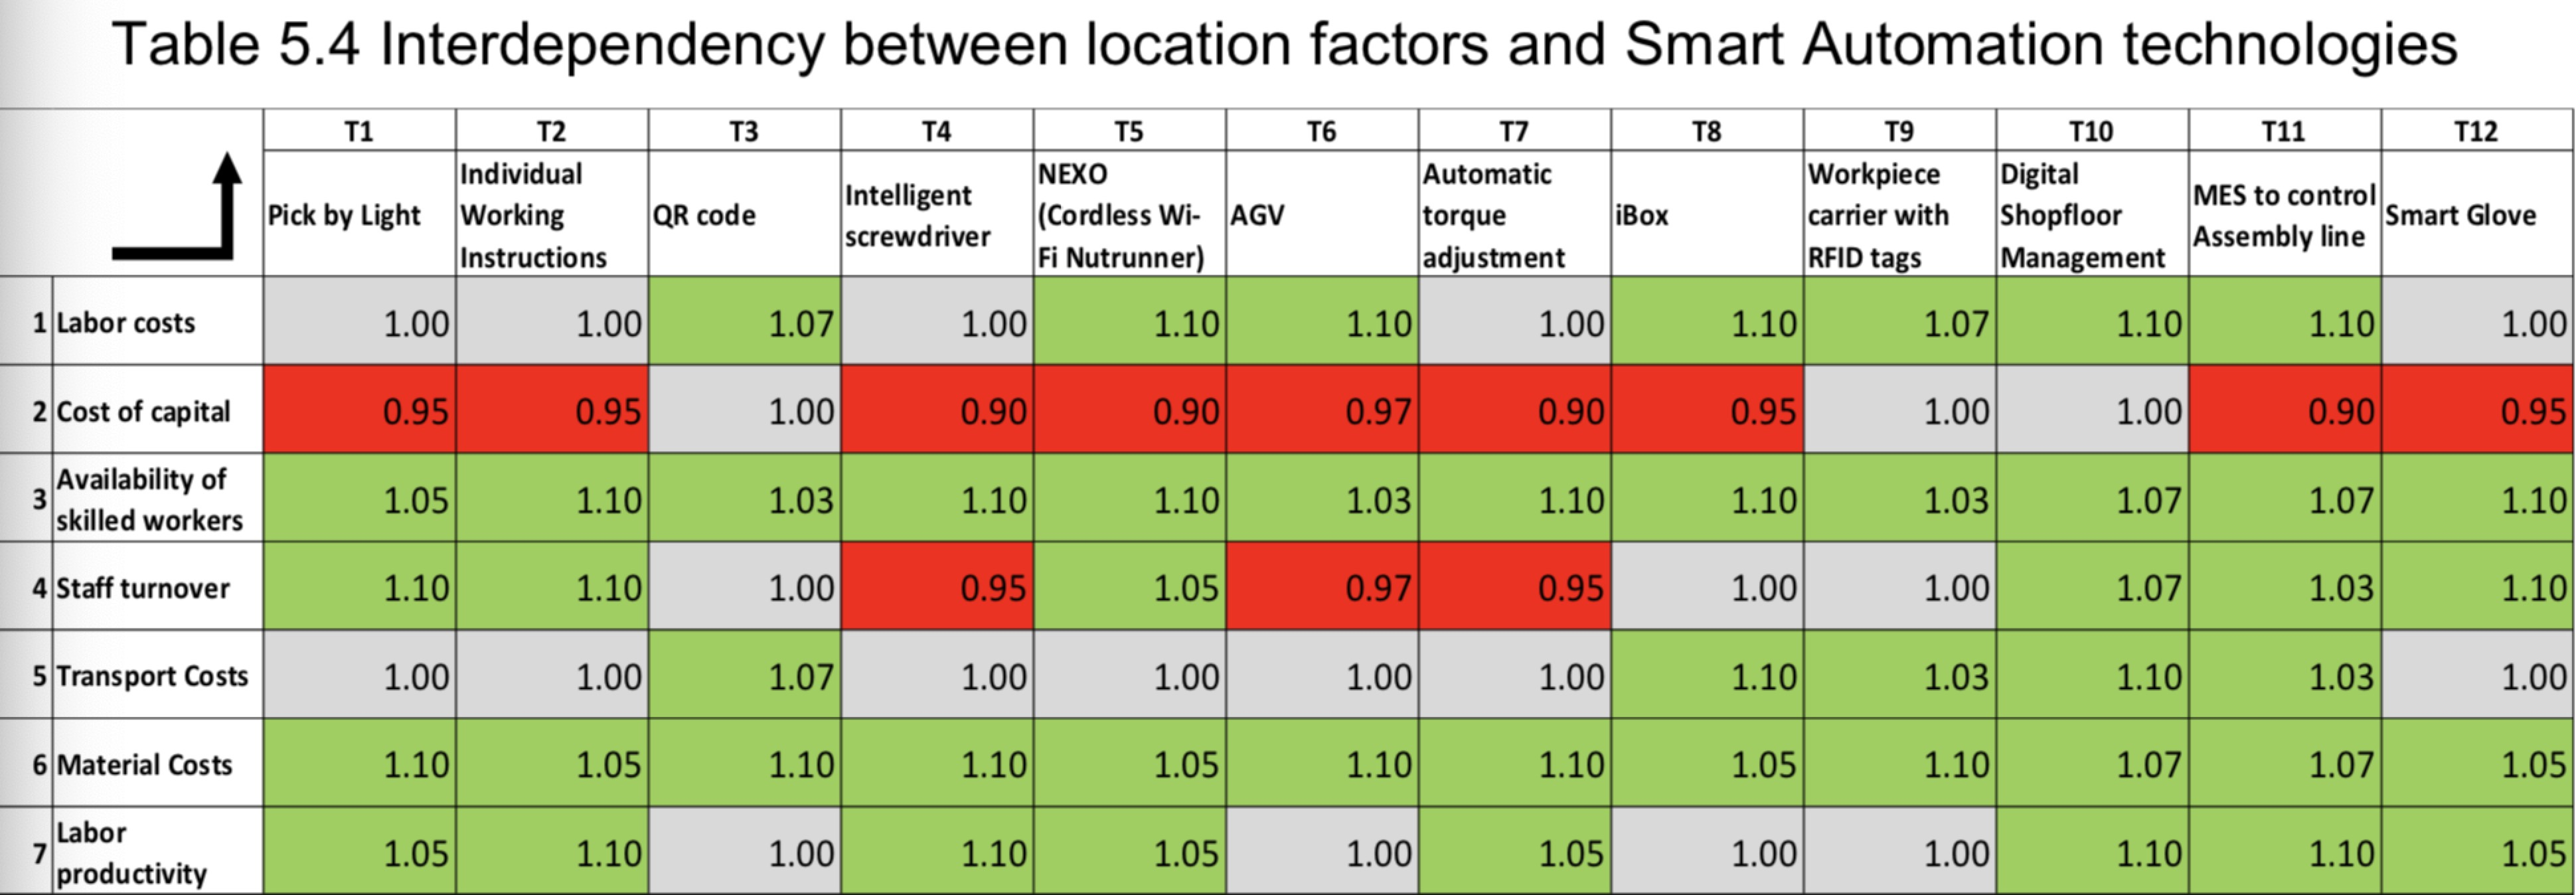 Table 5.4 Interdependency between location factors and Smart Automation technologies
T1 T2 T3 T4 T5 T6 T7 T8 T9 T10 T11 T12
Pick by Light
Individual
Working
Instructions
QR code
Intelligent
screwdriver
NEXO
(Cordless Wi-
Fi Nutrunner)
AGV
Automatic
torque
adjustment
iBox
Workpiece
carrier with
RFID tags
Digital
Shopfloor
Management
MES to control
Assembly line
Smart Glove
1 Labor costs 1.00 1.00 1.07 1.00 1.10 1.10 1.00 1.10 1.07 1.10 1.10 1.00
2 Cost of capital 0.95 0.95 1.00 0.90 0.90 0.97 0.90 0.95 1.00 1.00 0.90 0.95
3 Availability of
skilled workers 1.05 1.10 1.03 1.10 1.10 1.03 1.10 1.10 1.03 1.07 1.07 1.10
4 Staff turnover 1.10 1.10 1.00 0.95 1.05 0.97 0.95 1.00 1.00 1.07 1.03 1.10
5 Transport Costs 1.00 1.00 1.07 1.00 1.00 1.00 1.00 1.10 1.03 1.10 1.03 1.00
6 Material Costs 1.10 1.05 1.10 1.10 1.05 1.10 1.10 1.05 1.10 1.07 1.07 1.05
7 Labor
productivity 1.05 1.10 1.00 1.10 1.05 1.00 1.05 1.00 1.00 1.10 1.10 1.05